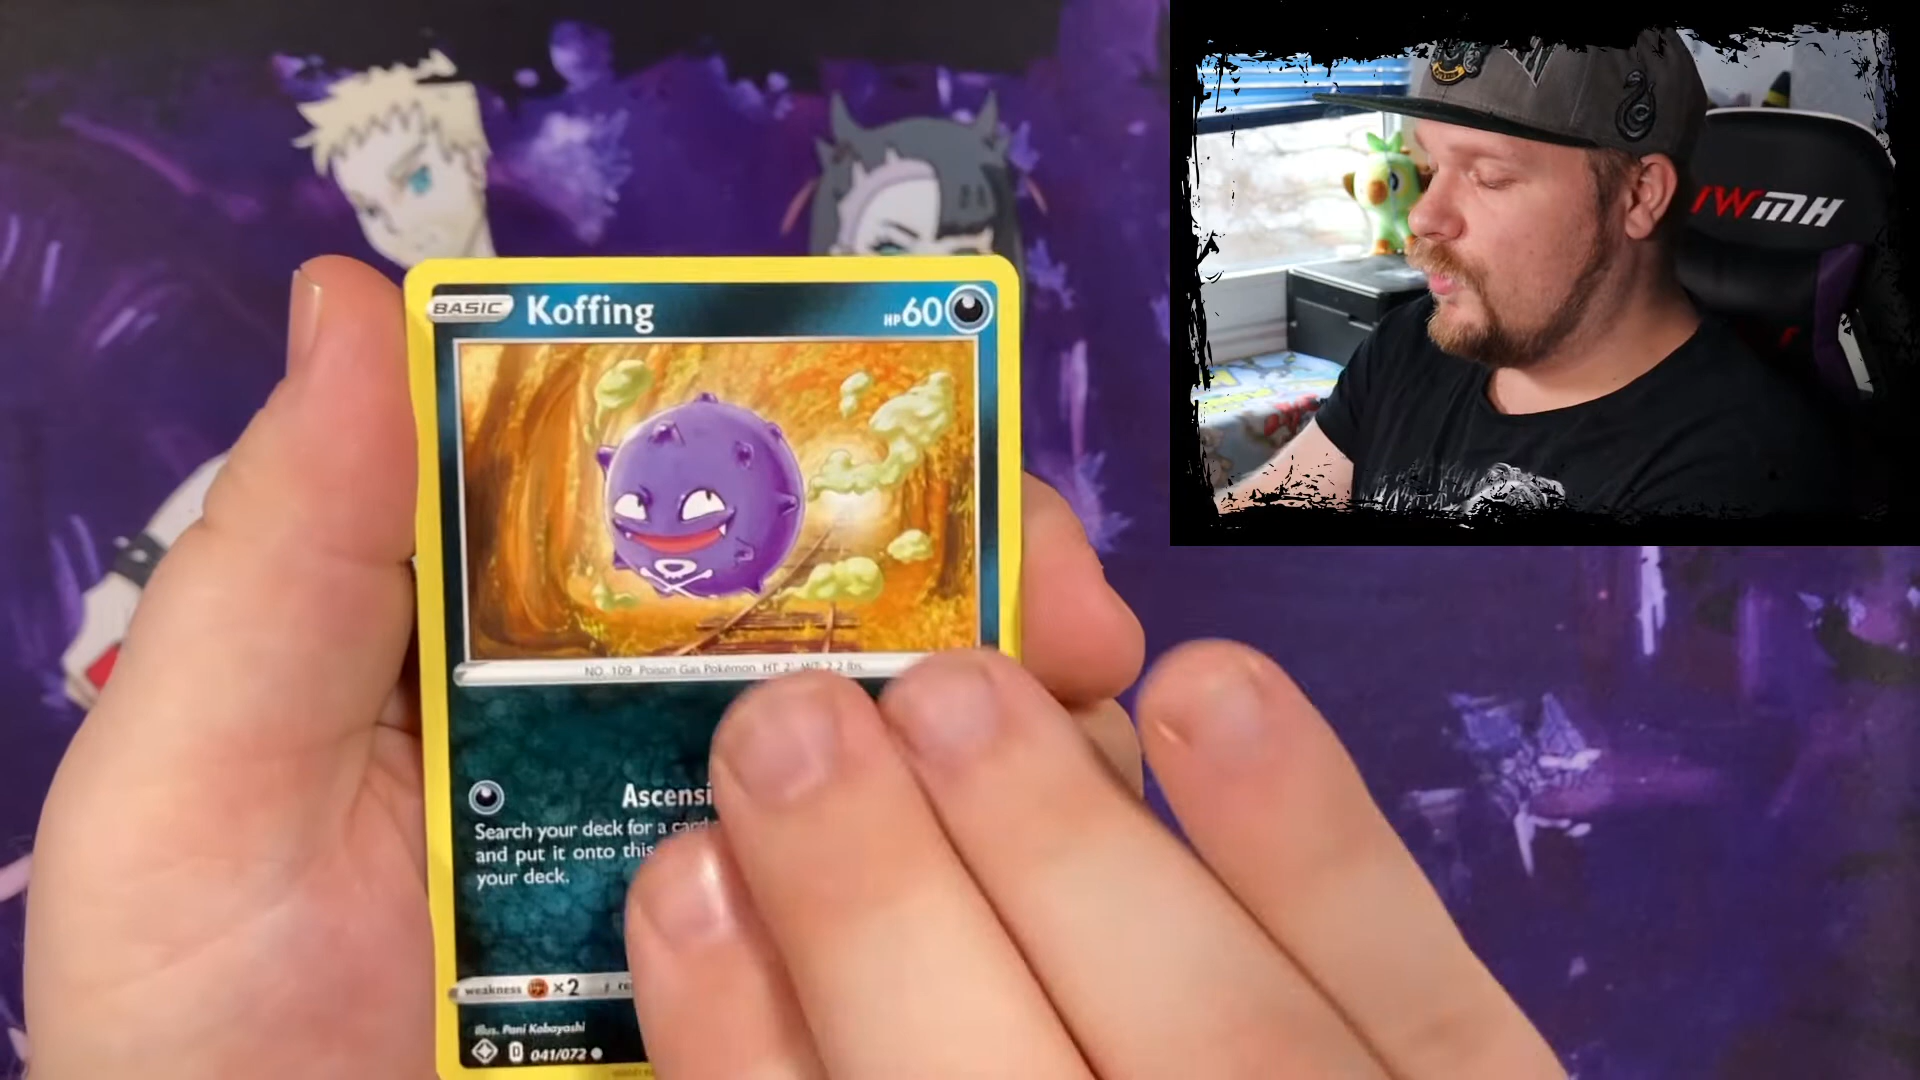 BASIC Koffing HP60
NO. 109 Poison Gas Pokémon HT: 2' WT: 2.2 lbs.
Ascensi
Search your deck for a card
and put it onto this
your deck.
weakness ×2
Illus. Pani Kobayashi
D 041/072
IWMH